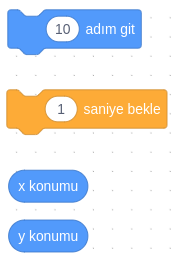 10 adım git
1 saniye bekle
x konumu
y konumu